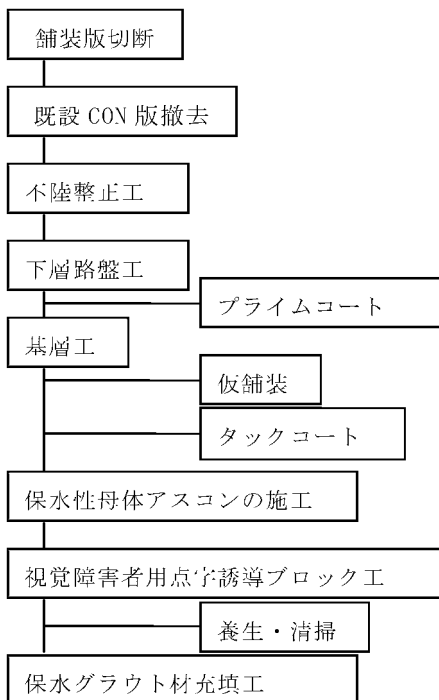 舗装版切断
既設 CON 版撤去
不陸整正工
下層路盤工
プライムコート
基層工
仮舗装
タックコート
保水性母体アスコンの施工
視覚障害者用点字誘導ブロック工
養生・清掃
保水グラウト材充填工